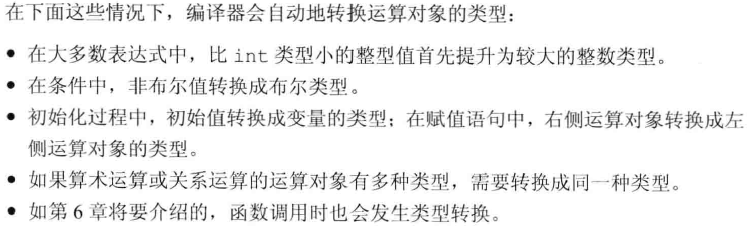 在下面这些情况下，编译器会自动地转换运算对象的类型：
• 在大多数表达式中，比 int 类型小的整型值首先提升为较大的整数类型。
• 在条件中，非布尔值转换成布尔类型。
• 初始化过程中，初始值转换成变量的类型；在赋值语句中，右侧运算对象转换成左
侧运算对象的类型。
• 如果算术运算或关系运算的运算对象有多种类型，需要转换成同一种类型。
• 如第 6 章将要介绍的，函数调用时也会发生类型转换。